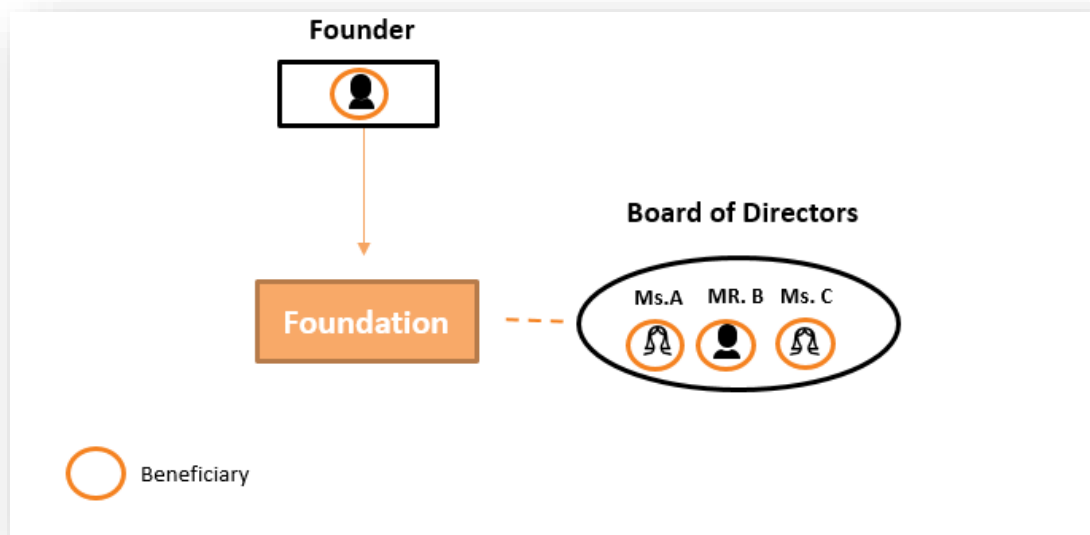 Founder
Board of Directors
Ms.A MR. B Ms. C
Foundation
Beneficiary